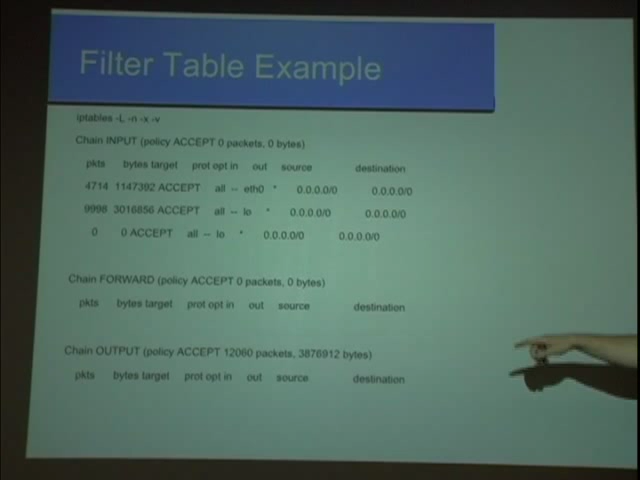 Filter Table Example
iptables -L -n -x -v
Chain INPUT (policy ACCEPT 0 packets, 0 bytes)
pkts bytes target prot opt in out source destination
4714 1147392 ACCEPT all -- eth0 * 0.0.0.0/0 0.0.0.0/0
9998 3016856 ACCEPT all -- lo * 0.0.0.0/0 0.0.0.0/0
0 0 ACCEPT all -- lo * 0.0.0.0/0 0.0.0.0/0
Chain FORWARD (policy ACCEPT 0 packets, 0 bytes)
pkts bytes target prot opt in out source destination
Chain OUTPUT (policy ACCEPT 12060 packets, 3876912 bytes)
pkts bytes target prot opt in out source destination